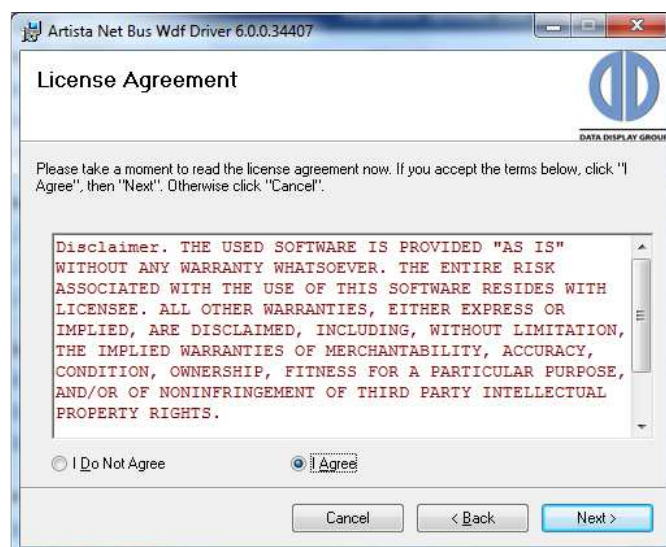 Artista Net Bus Wdf Driver 6.0.0.34407
License Agreement
DATA DISPLAY GROUP
Please take a moment to read the license agreement now. If you accept the terms below, click "I
Agree", then "Next". Otherwise click "Cancel".
Disclaimer. THE USED SOFTWARE IS PROVIDED "AS IS"
WITHOUT ANY WARRANTY WHATSOEVER. THE ENTIRE RISK
ASSOCIATED WITH THE USE OF THIS SOFTWARE RESIDES WITH
LICENSEE. ALL OTHER WARRANTIES, EITHER EXPRESS OR
IMPLIED, ARE DISCLAIMED, INCLUDING, WITHOUT LIMITATION,
THE IMPLIED WARRANTIES OF MERCHANTABILITY, ACCURACY,
CONDITION, OWNERSHIP, FITNESS FOR A PARTICULAR PURPOSE,
AND/OR OF NONINFRINGEMENT OF THIRD PARTY INTELLECTUAL
PROPERTY RIGHTS.
I Do Not Agree
I Agree
Cancel
< Back
Next >